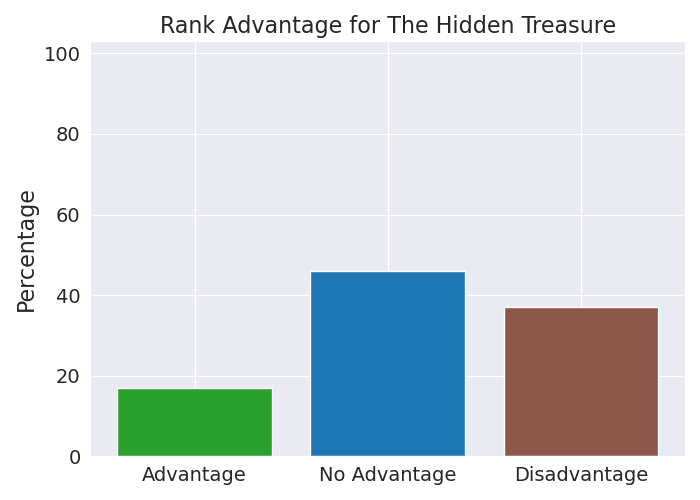 Rank Advantage for The Hidden Treasure
100
80
60
40
20
0
Percentage
Advantage
No Advantage
Disadvantage